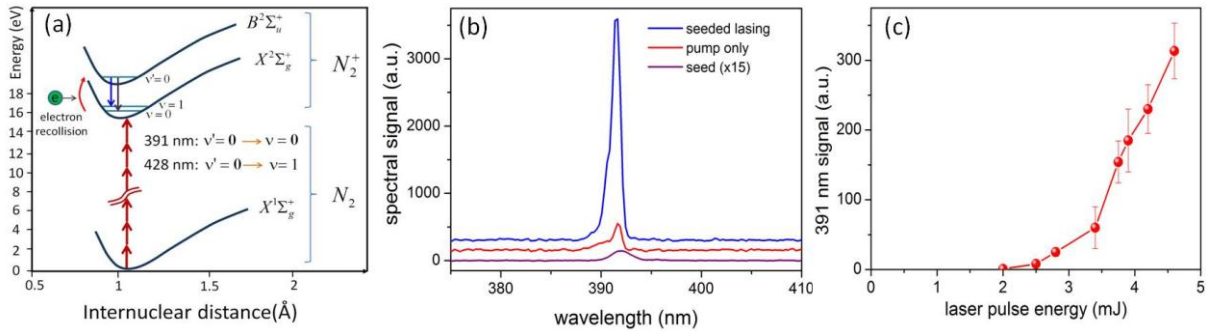 (a)
Energy (eV)
18
16
14
12
10
8
6
4
2
0
0.5
1
1.5
2
Internuclear distance(Å)
B²Σᵤ⁺
X²Σg⁺
N₂⁺
ν'=0
ν=1
ν=0
e
electron
recollision
391 nm: ν'=0 → ν=0
428 nm: ν'=0 → ν=1
X¹Σg⁺
N₂
(b)
seeded lasing
pump only
seed (x15)
spectral signal (a.u.)
3000
2000
1000
0
380
390
400
410
wavelength (nm)
(c)
391 nm signal (a.u.)
300
200
100
0
0
1
2
3
4
5
laser pulse energy (mJ)